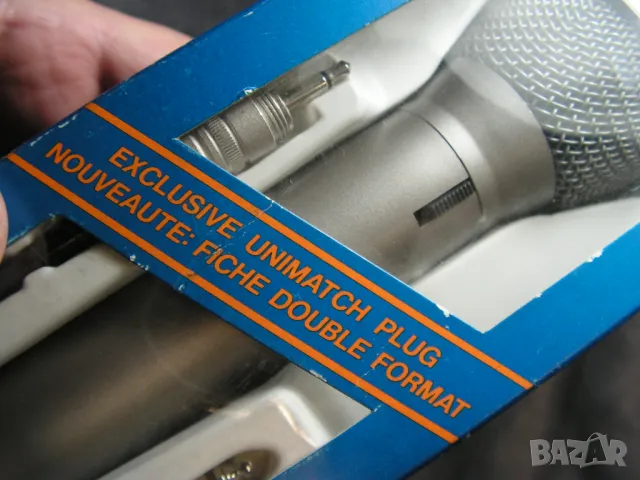 EXCLUSIVE UNIMATCH PLUG
NOUVEAUTE: FICHE DOUBLE FORMAT
BAZAR